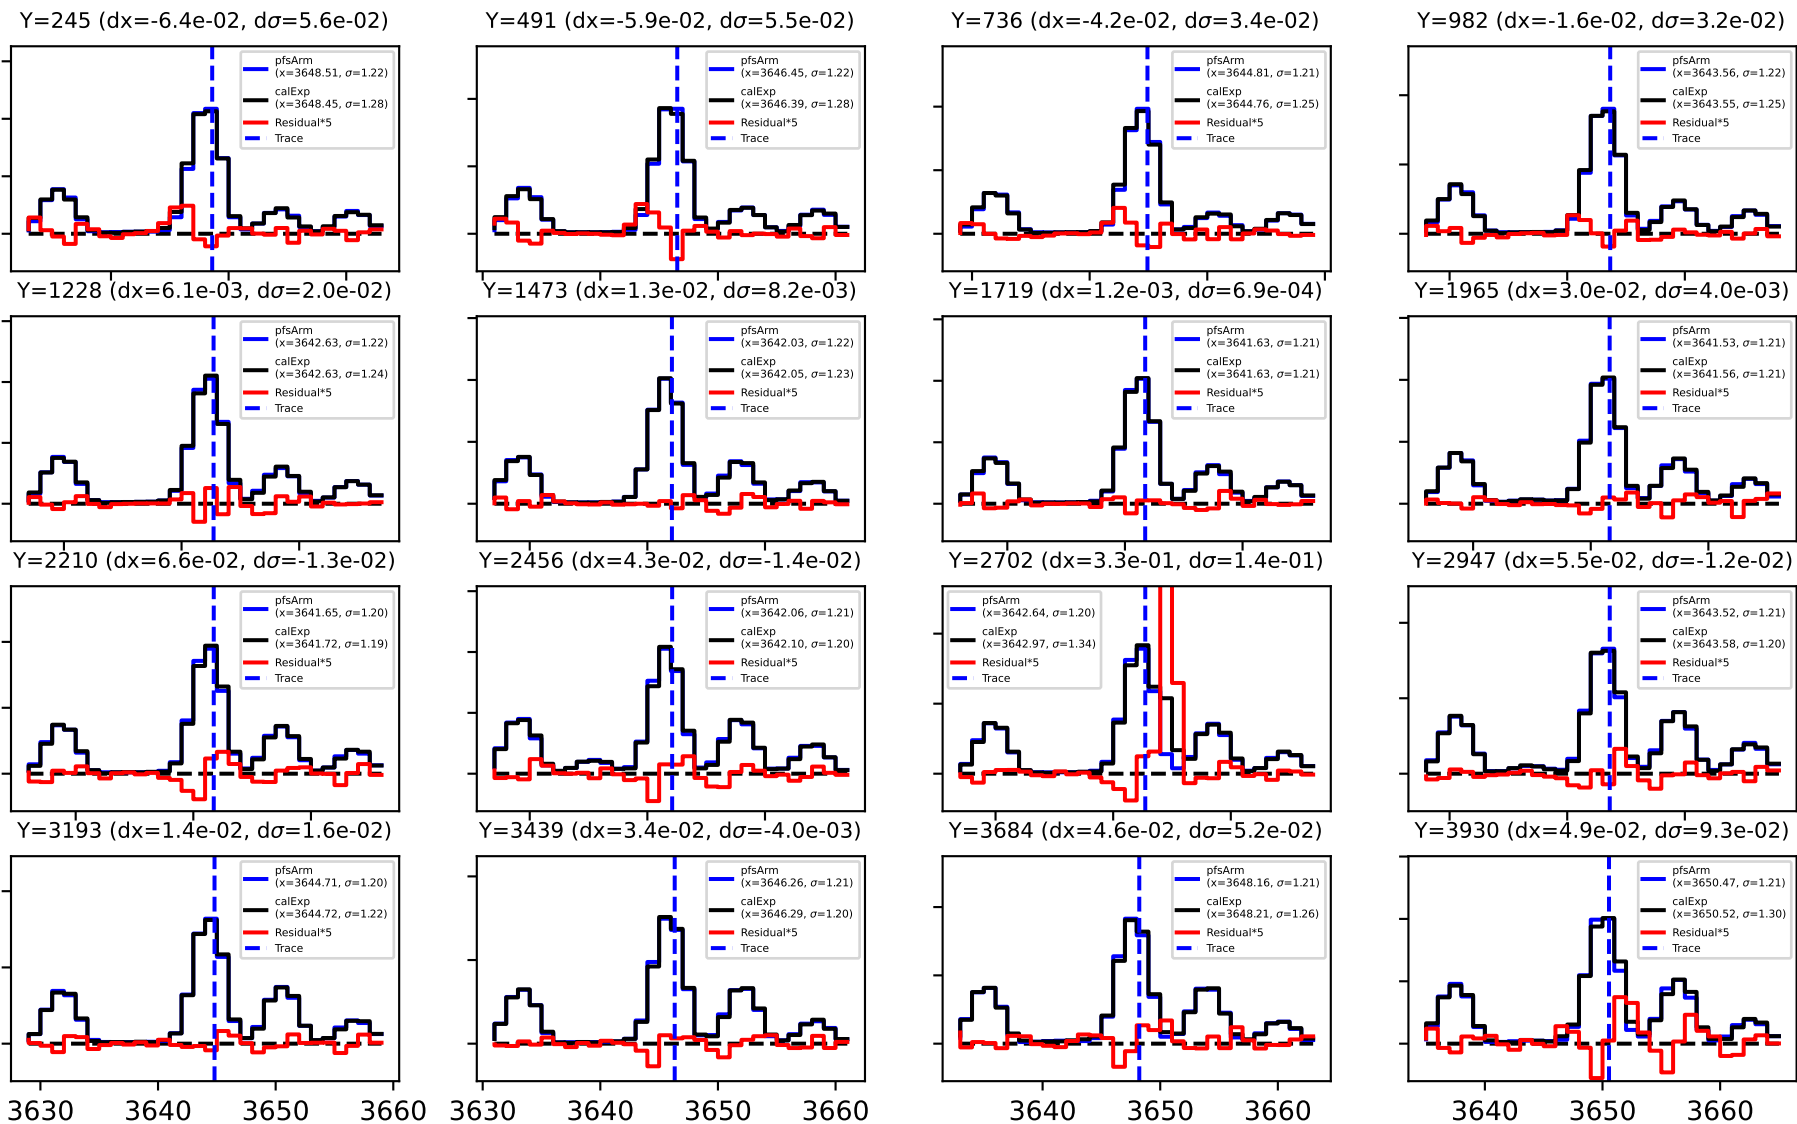 Y=245 (dx=-6.4e-02, dσ=5.6e-02)
pfsArm
(x=3648.51, σ=1.22)
calExp
(x=3648.45, σ=1.28)
Residual*5
Trace
Y=491 (dx=-5.9e-02, dσ=5.5e-02)
pfsArm
(x=3646.45, σ=1.22)
calExp
(x=3646.39, σ=1.28)
Residual*5
Trace
Y=736 (dx=-4.2e-02, dσ=3.4e-02)
pfsArm
(x=3644.81, σ=1.21)
calExp
(x=3644.76, σ=1.25)
Residual*5
Trace
Y=982 (dx=-1.6e-02, dσ=3.2e-02)
pfsArm
(x=3643.56, σ=1.22)
calExp
(x=3643.55, σ=1.25)
Residual*5
Trace
Y=1228 (dx=6.1e-03, dσ=2.0e-02)
pfsArm
(x=3642.63, σ=1.22)
calExp
(x=3642.63, σ=1.24)
Residual*5
Trace
Y=1473 (dx=1.3e-02, dσ=8.2e-03)
pfsArm
(x=3642.03, σ=1.22)
calExp
(x=3642.05, σ=1.23)
Residual*5
Trace
Y=1719 (dx=1.2e-03, dσ=6.9e-04)
pfsArm
(x=3641.63, σ=1.21)
calExp
(x=3641.63, σ=1.21)
Residual*5
Trace
Y=1965 (dx=3.0e-02, dσ=4.0e-03)
pfsArm
(x=3641.53, σ=1.21)
calExp
(x=3641.56, σ=1.21)
Residual*5
Trace
Y=2210 (dx=6.6e-02, dσ=-1.3e-02)
pfsArm
(x=3641.65, σ=1.20)
calExp
(x=3641.72, σ=1.19)
Residual*5
Trace
Y=2456 (dx=4.3e-02, dσ=-1.4e-02)
pfsArm
(x=3642.06, σ=1.21)
calExp
(x=3642.10, σ=1.20)
Residual*5
Trace
Y=2702 (dx=3.3e-01, dσ=1.4e-01)
pfsArm
(x=3642.64, σ=1.20)
calExp
(x=3642.97, σ=1.34)
Residual*5
Trace
Y=2947 (dx=5.5e-02, dσ=-1.2e-02)
pfsArm
(x=3643.52, σ=1.21)
calExp
(x=3643.58, σ=1.20)
Residual*5
Trace
Y=3193 (dx=1.4e-02, dσ=1.6e-02)
pfsArm
(x=3644.71, σ=1.20)
calExp
(x=3644.72, σ=1.22)
Residual*5
Trace
Y=3439 (dx=3.4e-02, dσ=-4.0e-03)
pfsArm
(x=3646.26, σ=1.21)
calExp
(x=3646.29, σ=1.20)
Residual*5
Trace
Y=3684 (dx=4.6e-02, dσ=5.2e-02)
pfsArm
(x=3648.16, σ=1.21)
calExp
(x=3648.21, σ=1.26)
Residual*5
Trace
Y=3930 (dx=4.9e-02, dσ=9.3e-02)
pfsArm
(x=3650.47, σ=1.21)
calExp
(x=3650.52, σ=1.30)
Residual*5
Trace
3630 3640 3650 3660
3630 3640 3650 3660
3640 3650 3660
3640 3650 3660